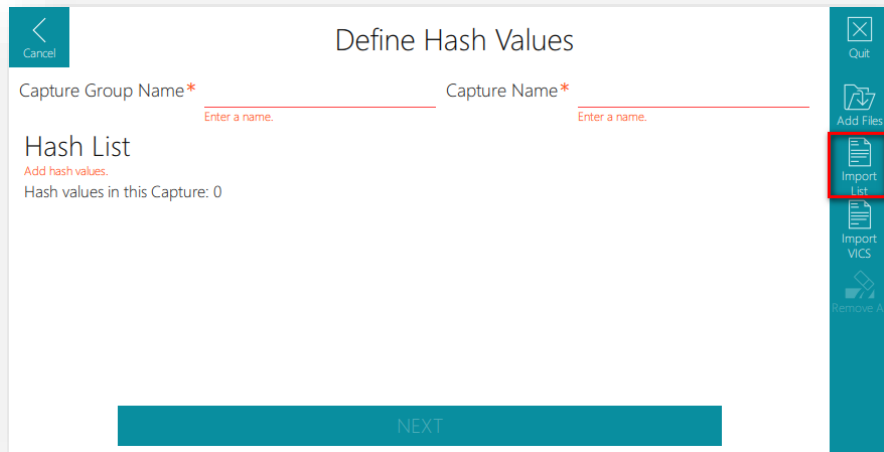 Cancel
Define Hash Values
Quit
Capture Group Name*
Enter a name.
Capture Name*
Enter a name.
Add Files
Hash List
Add hash values.
Hash values in this Capture: 0
Import
List
Import
VICS
Remove A
NEXT